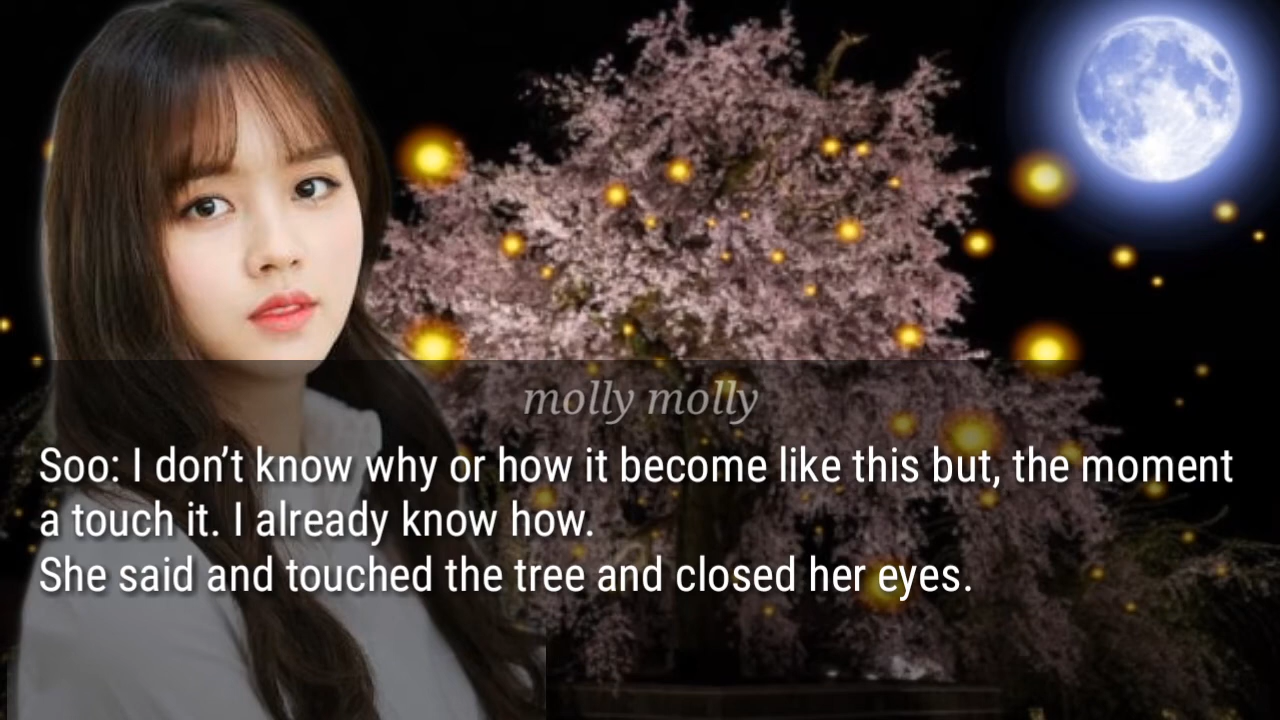 molly molly
Soo: I don’t know why or how it become like this but, the moment
a touch it. I already know how.
She said and touched the tree and closed her eyes.